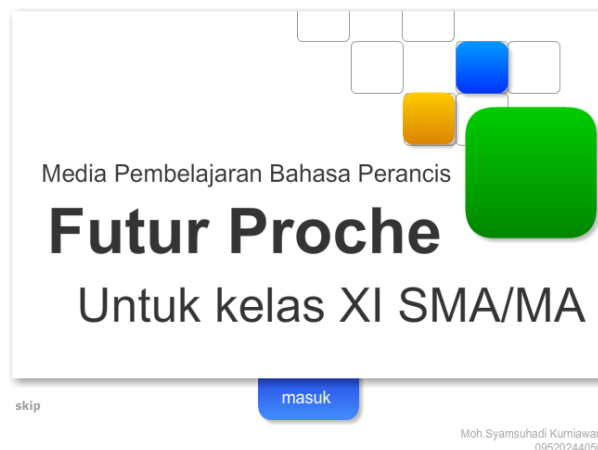 Media Pembelajaran Bahasa Perancis
Futur Proche
Untuk kelas XI SMA/MA
masuk
skip
Moh.Syamsuhadi Kurniawan